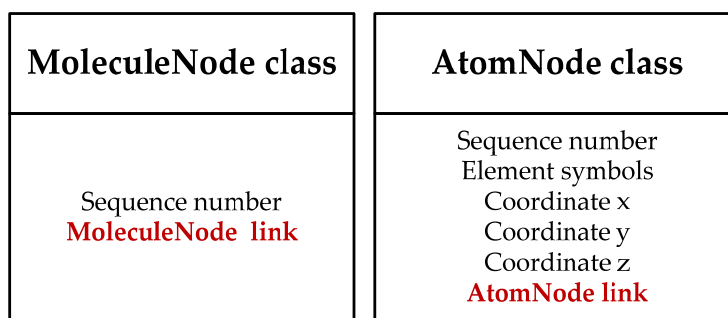 MoleculeNode class
Sequence number
MoleculeNode link
AtomNode class
Sequence number
Element symbols
Coordinate x
Coordinate y
Coordinate z
AtomNode link